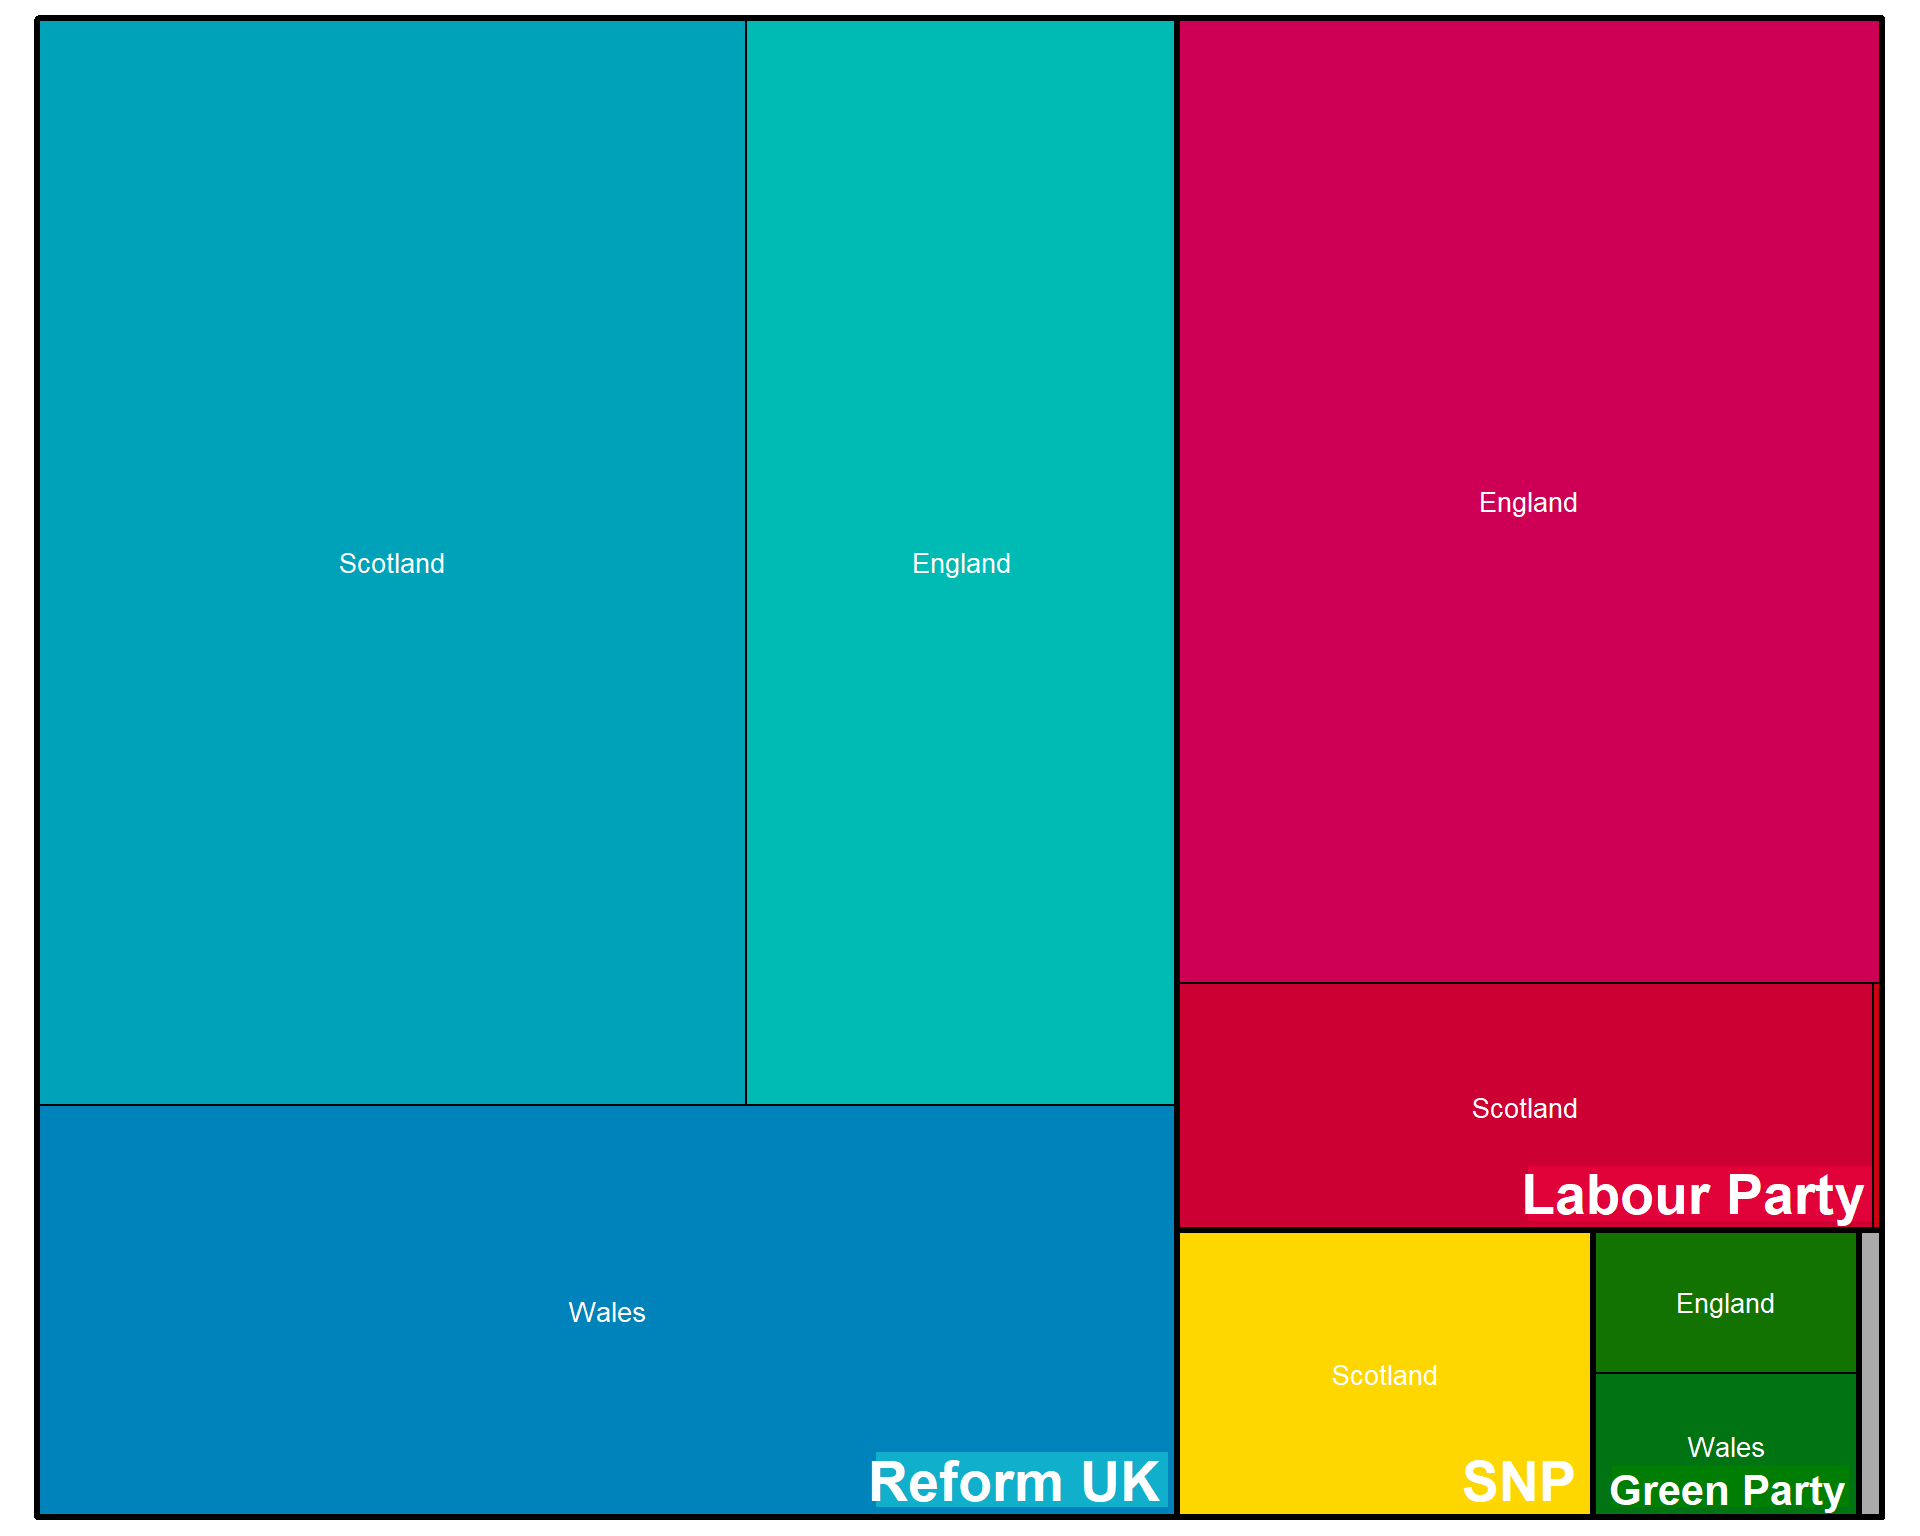 Scotland
England
Wales
Reform UK
England
Scotland
Labour Party
Scotland
SNP
England
Wales
Green Party